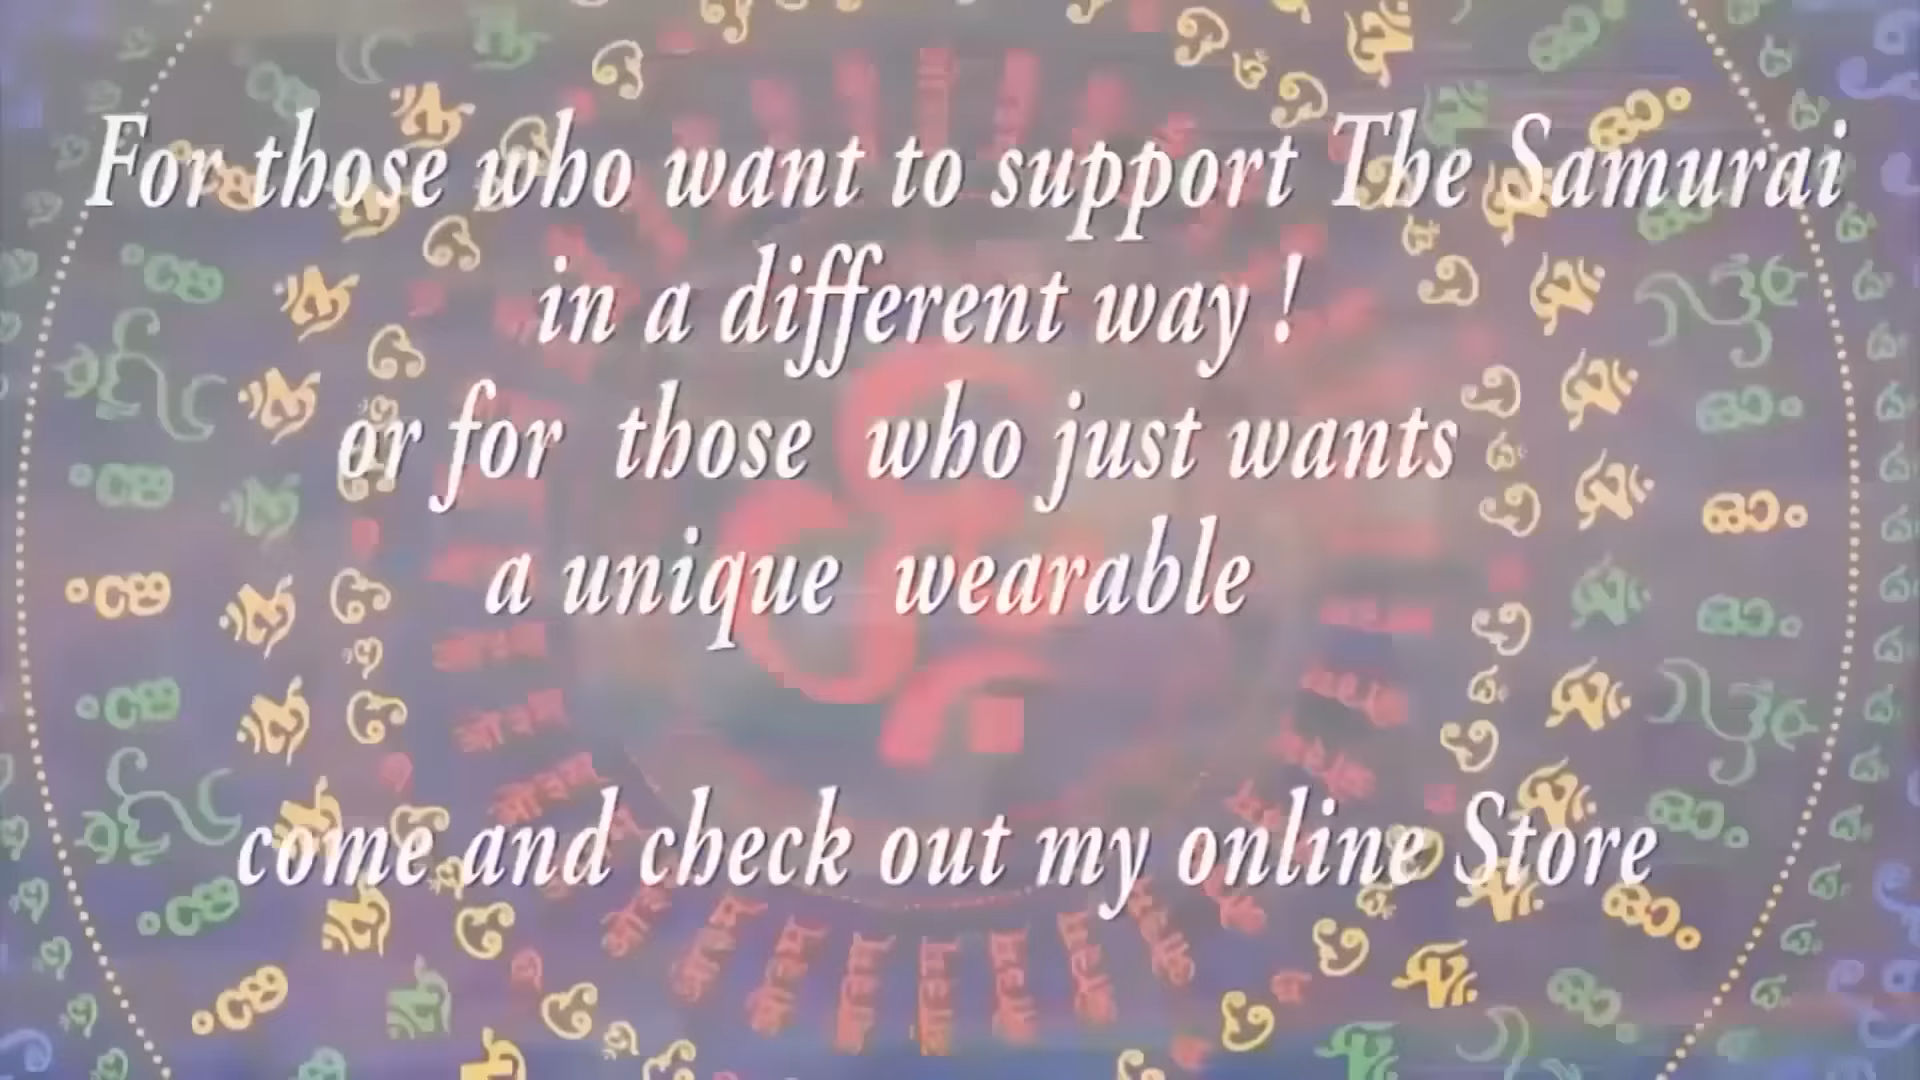 For those who want to support The Samurai
in a different way !
or for those who just wants
a unique wearable
come and check out my online Store